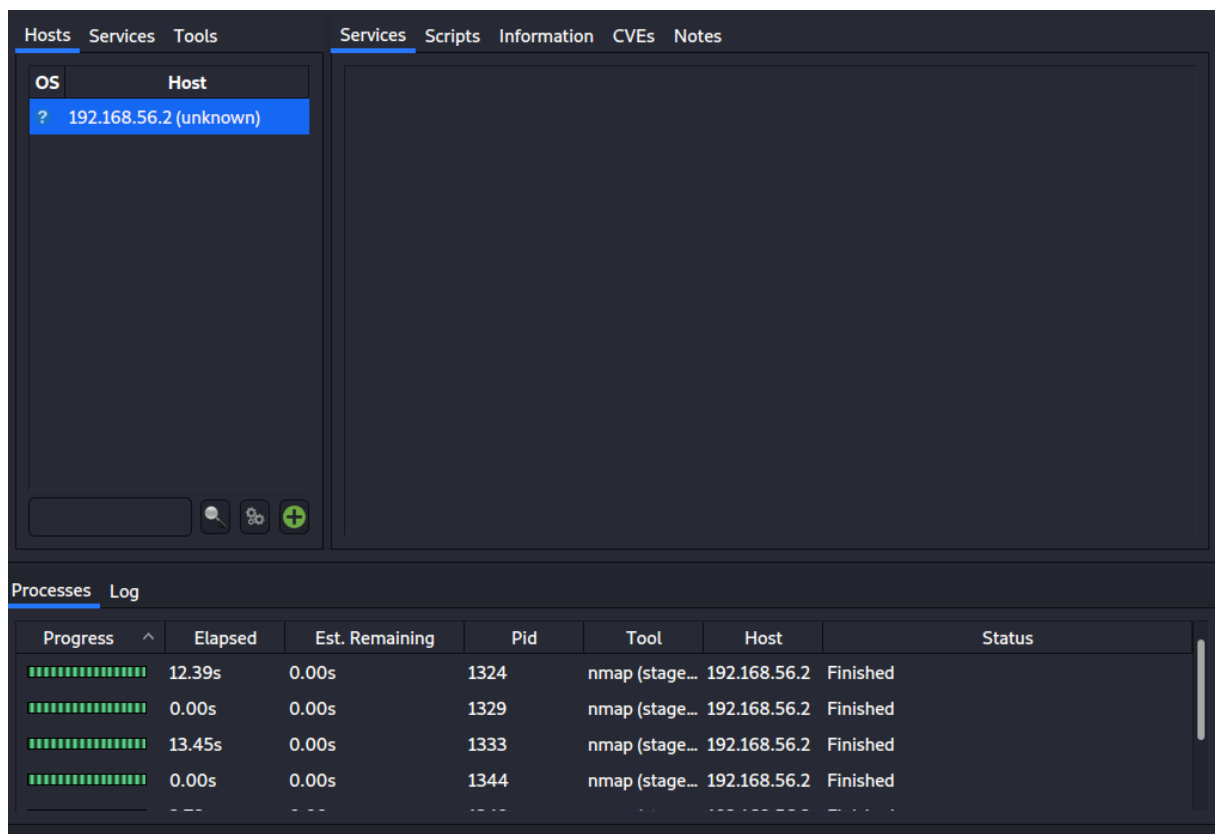 Hosts Services Tools
Services Scripts Information CVEs Notes
OS Host
? 192.168.56.2 (unknown)
Processes Log
Progress Elapsed Est. Remaining Pid Tool Host Status
12.39s 0.00s 1324 nmap (stage... 192.168.56.2 Finished
0.00s 0.00s 1329 nmap (stage... 192.168.56.2 Finished
13.45s 0.00s 1333 nmap (stage... 192.168.56.2 Finished
0.00s 0.00s 1344 nmap (stage... 192.168.56.2 Finished